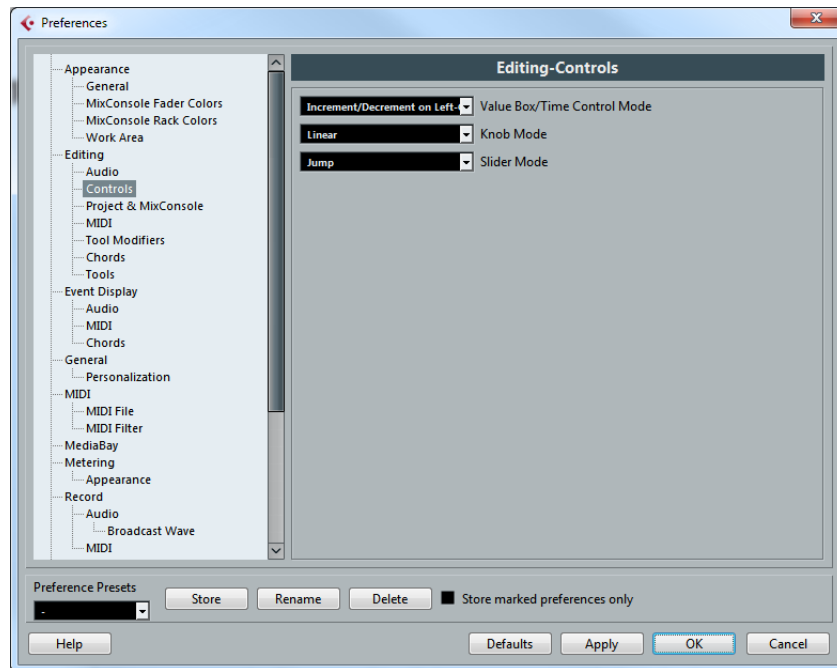 Preferences
Appearance
General
MixConsole Fader Colors
MixConsole Rack Colors
Work Area
Editing
Audio
Controls
Project & MixConsole
MIDI
Tool Modifiers
Chords
Tools
Event Display
Audio
MIDI
Chords
General
Personalization
MIDI
MIDI File
MIDI Filter
MediaBay
Metering
Appearance
Record
Audio
Broadcast Wave
MIDI
Editing-Controls
Increment/Decrement on Left- Value Box/Time Control Mode
Linear Knob Mode
Jump Slider Mode
Preference Presets
-
Store Rename Delete Store marked preferences only
Help Defaults Apply OK Cancel